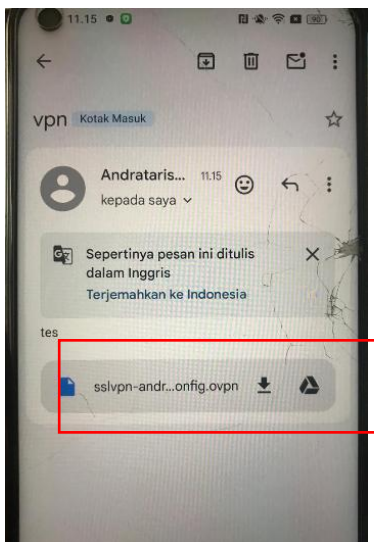 11.15
90
vpn Kotak Masuk
Andrataris... 11.15
kepada saya
Sepertinya pesan ini ditulis
dalam Inggris
Terjemahkan ke Indonesia
tes
sslvpn-andr...onfig.ovpn